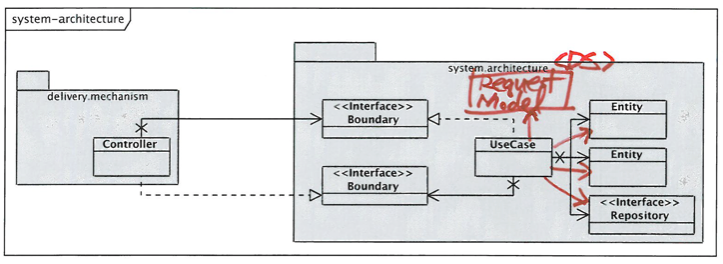 system-architecture
system.architecture
<DS>
delivery.mechanism
Request
Model
<<Interface>>
Boundary
Entity
Controller
UseCase
Entity
<<Interface>>
Boundary
<<Interface>>
Repository